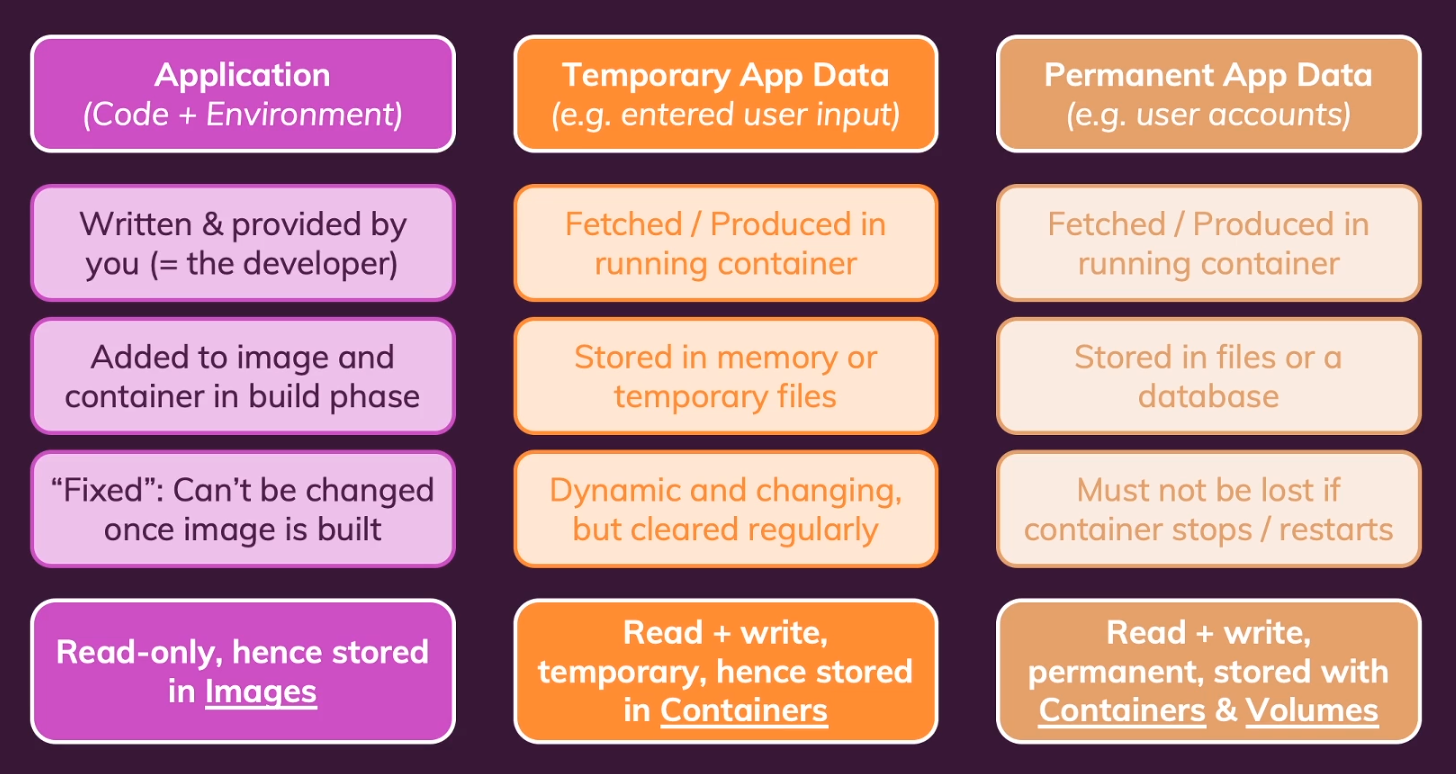 Application
(Code + Environment)
Temporary App Data
(e.g. entered user input)
Permanent App Data
(e.g. user accounts)
Written & provided by
you (= the developer)
Fetched / Produced in
running container
Fetched / Produced in
running container
Added to image and
container in build phase
Stored in memory or
temporary files
Stored in files or a
database
“Fixed”: Can’t be changed
once image is built
Dynamic and changing,
but cleared regularly
Must not be lost if
container stops / restarts
Read-only, hence stored
in Images
Read + write,
temporary, hence stored
in Containers
Read + write,
permanent, stored with
Containers & Volumes